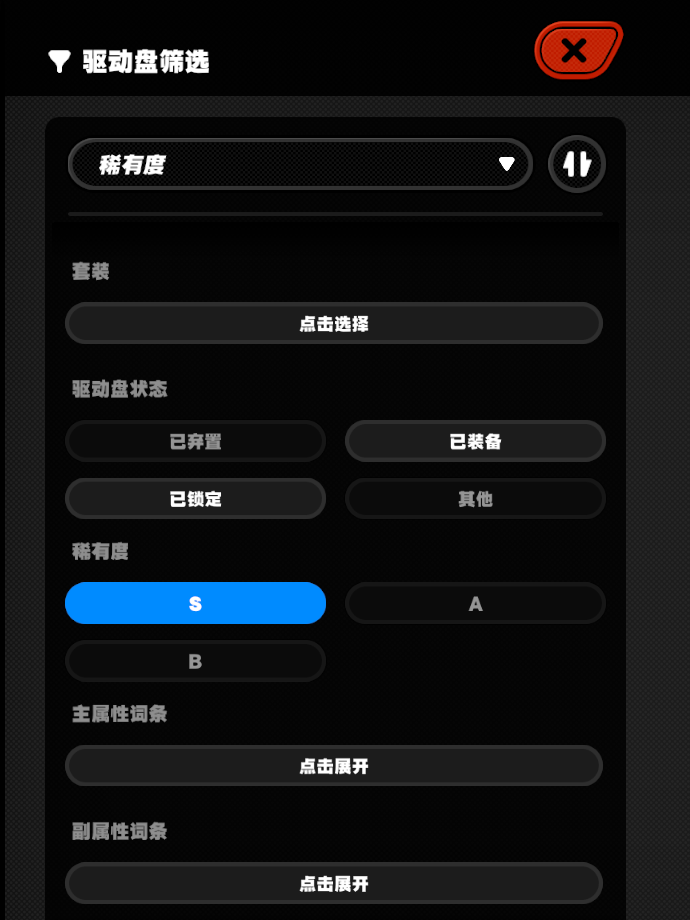 驱动盘筛选
稀有度
套装
点击选择
驱动盘状态
已弃置
已装备
已锁定
其他
稀有度
S
A
B
主属性词条
点击展开
副属性词条
点击展开